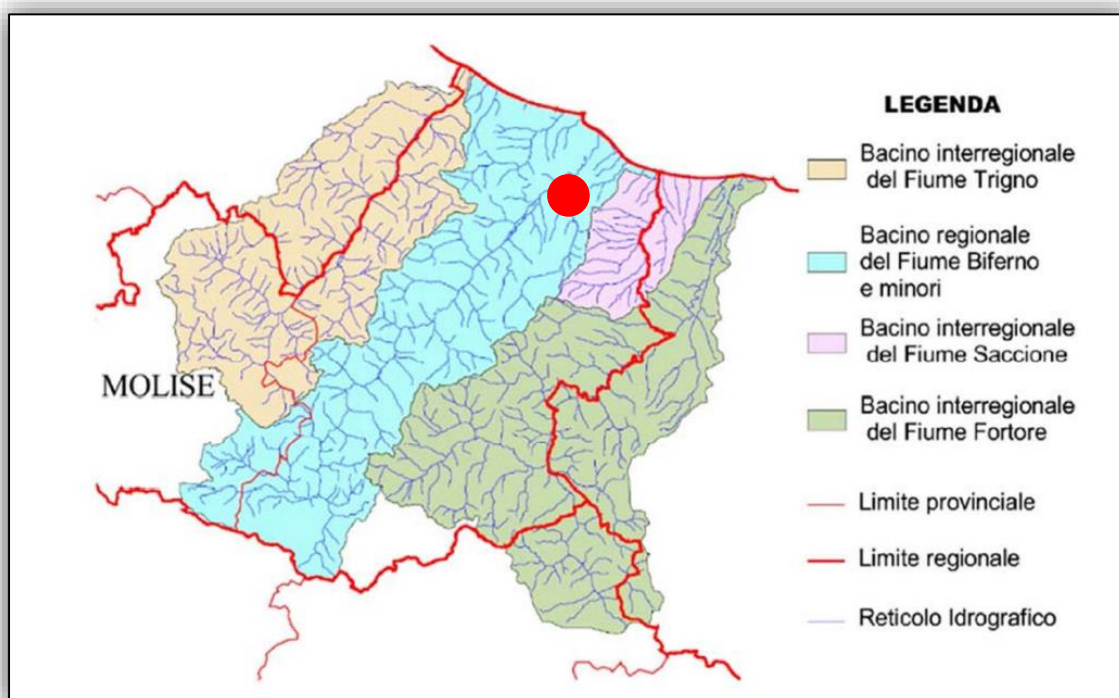 MOLISE
LEGENDA
Bacino interregionale
del Fiume Trigno
Bacino regionale
del Fiume Biferno
e minori
Bacino interregionale
del Fiume Saccione
Bacino interregionale
del Fiume Fortore
Limite provinciale
Limite regionale
Reticolo Idrografico